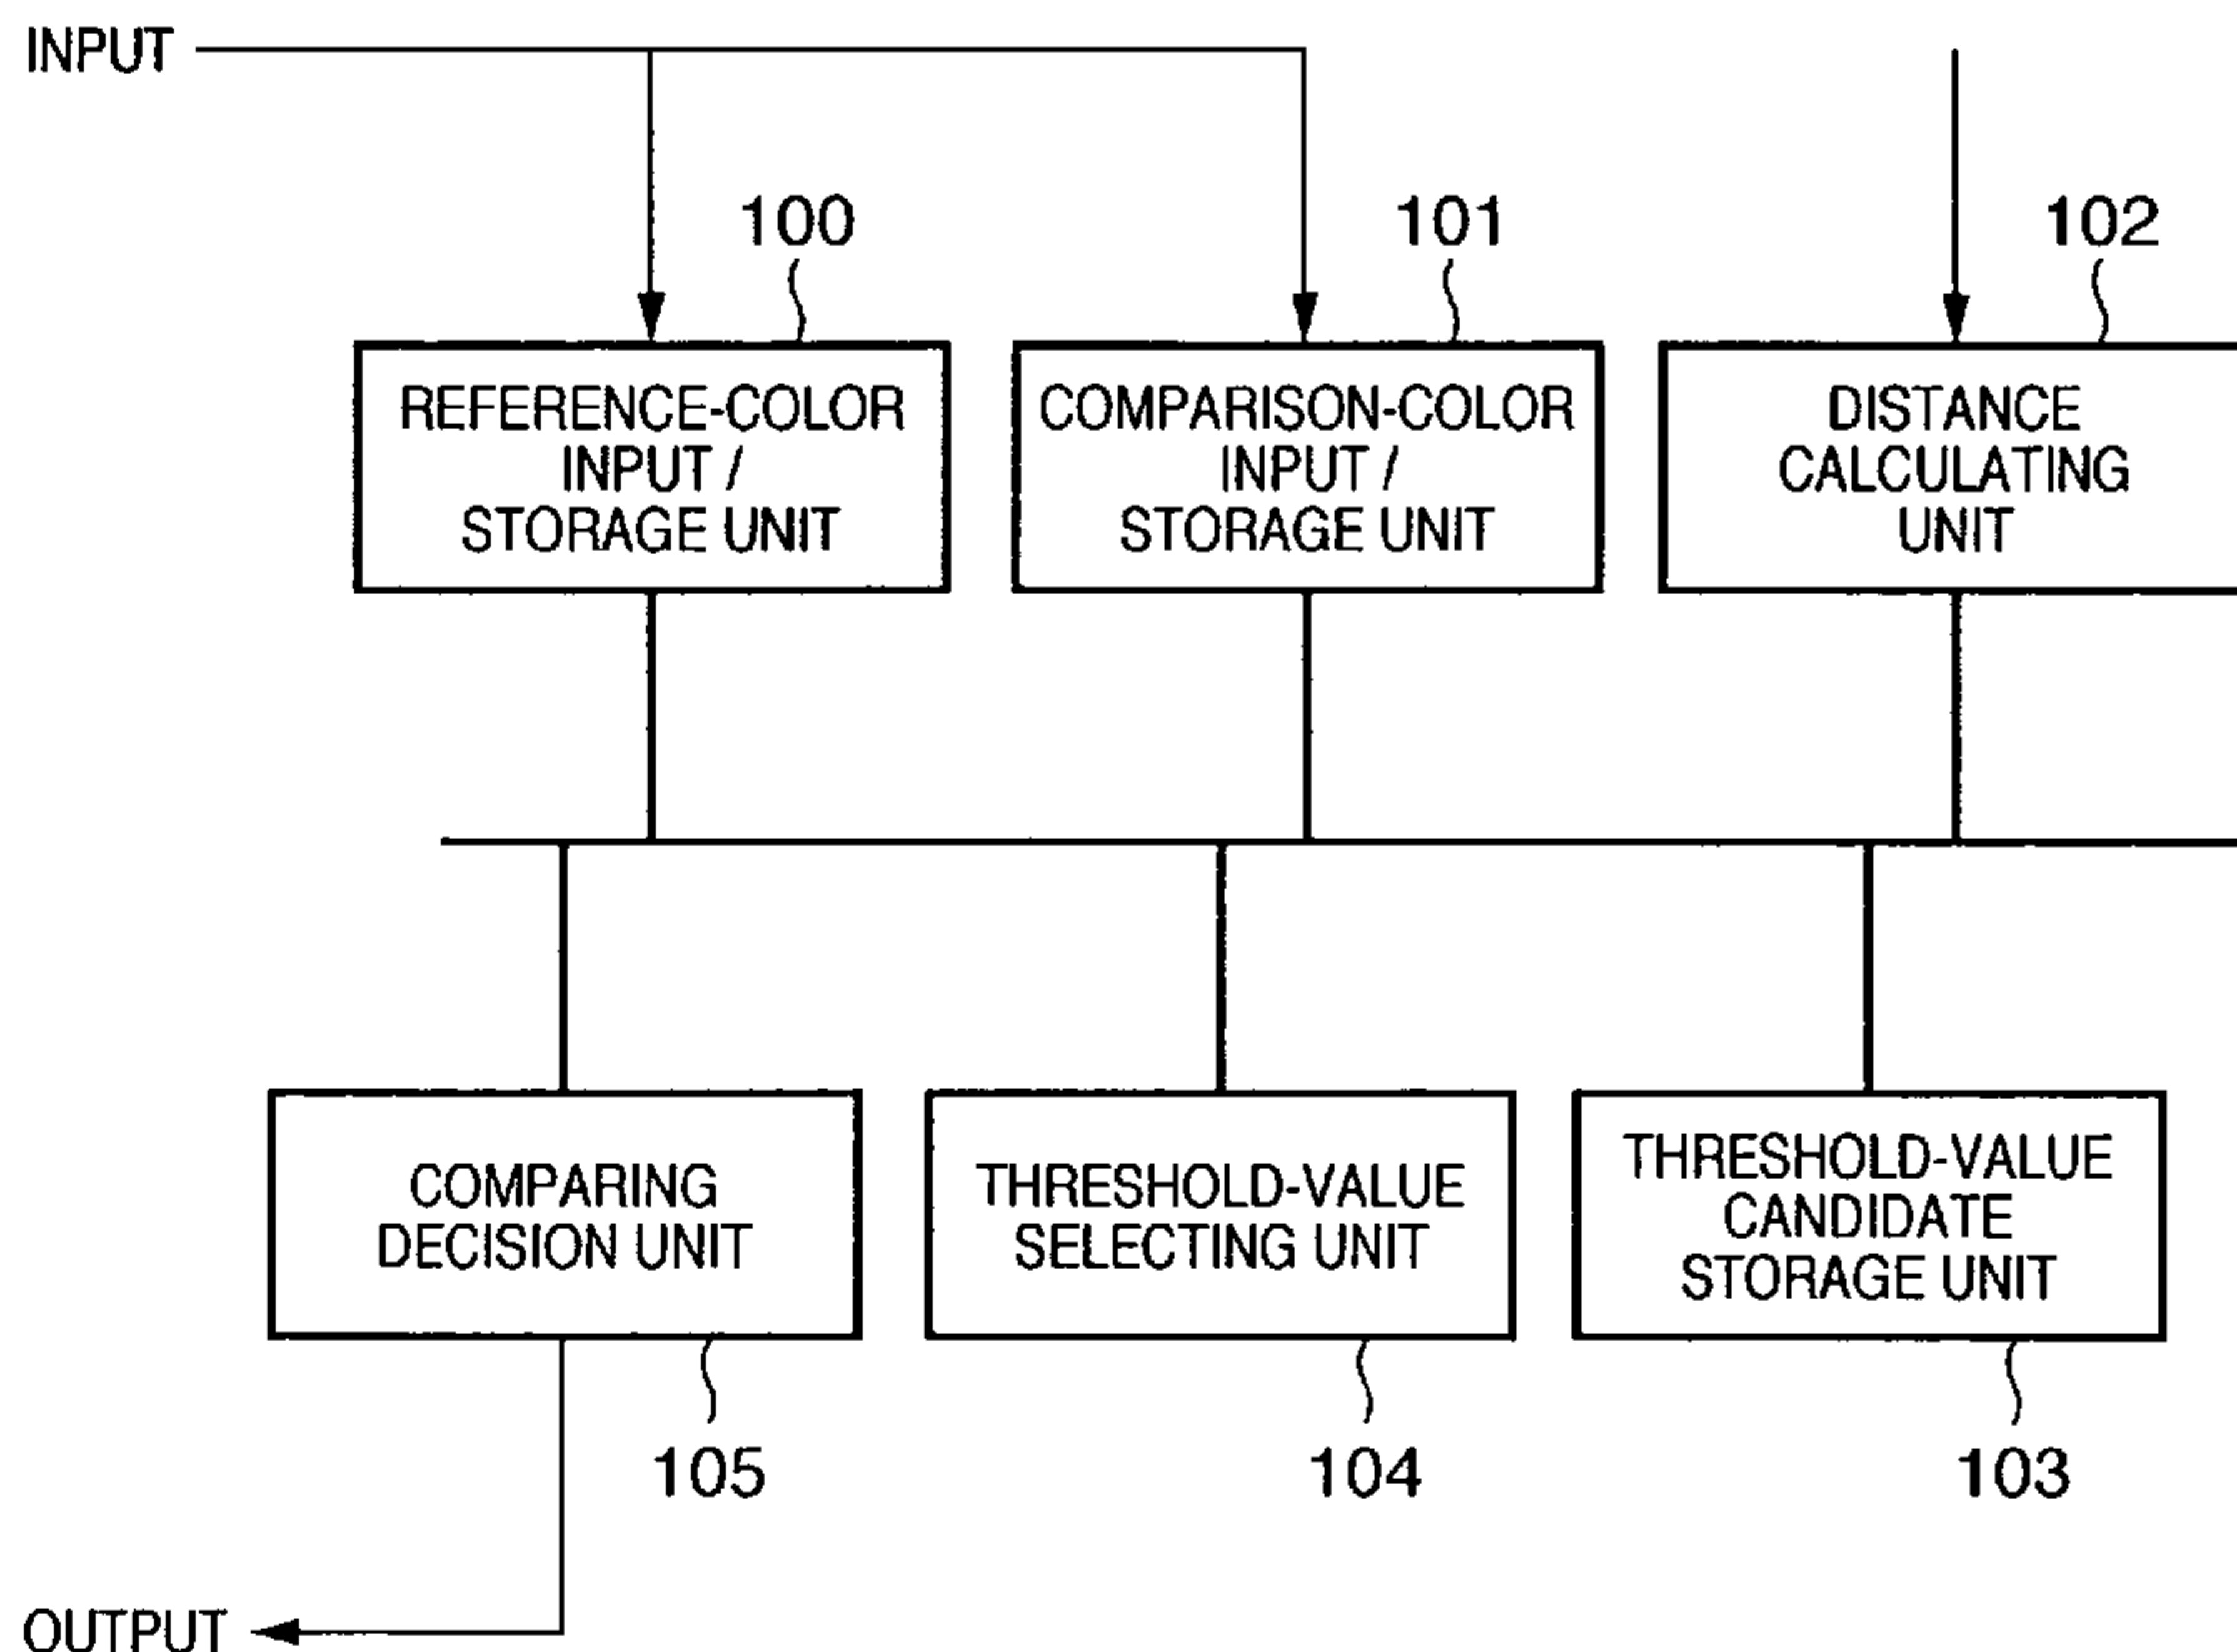 INPUT
100
101
102
REFERENCE-COLOR
INPUT /
STORAGE UNIT
COMPARISON-COLOR
INPUT /
STORAGE UNIT
DISTANCE
CALCULATING
UNIT
COMPARING
DECISION UNIT
THRESHOLD-VALUE
SELECTING UNIT
THRESHOLD-VALUE
CANDIDATE
STORAGE UNIT
105
104
103
OUTPUT